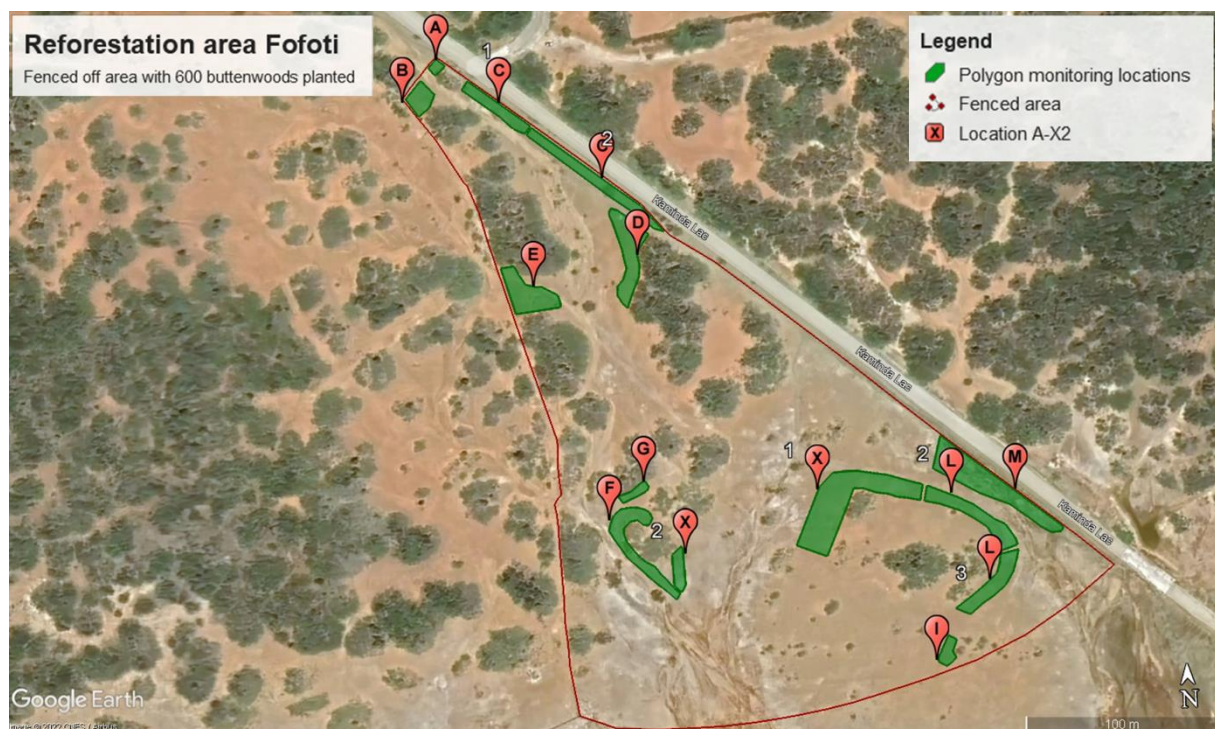 Reforestation area Fofoti
Fenced off area with 600 buttenwoods planted
Legend
Polygon monitoring locations
Fenced area
X Location A-X2
A
1
B
C
2
C
Kaminda Lac
D
E
Kaminda Lac
G
1
X
2
L
M
F
2
X
Kaminda Lac
3
L
I
Google Earth
N
100 m